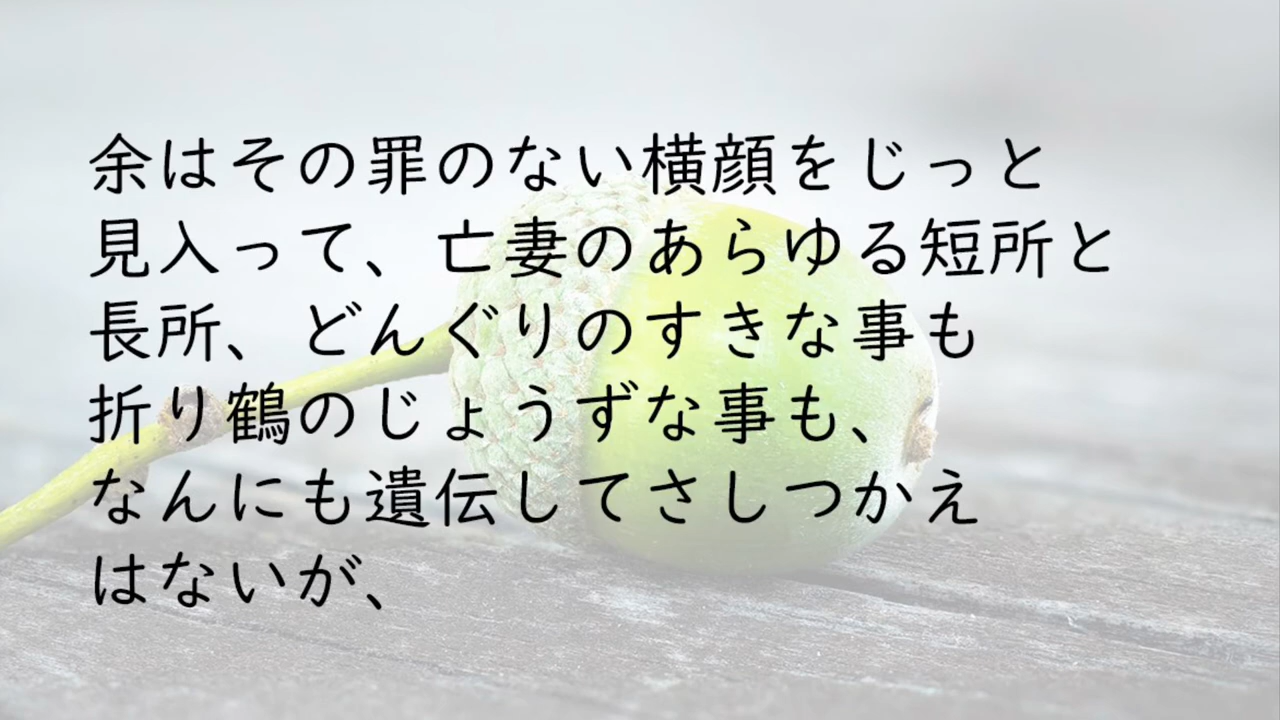 余はその罪のない横顔をじっと
見入って、亡妻のあらゆる短所と
長所、どんぐりのすきな事も
折り鶴のじょうずな事も、
なんにも遺伝してさしつかえ
はないが、